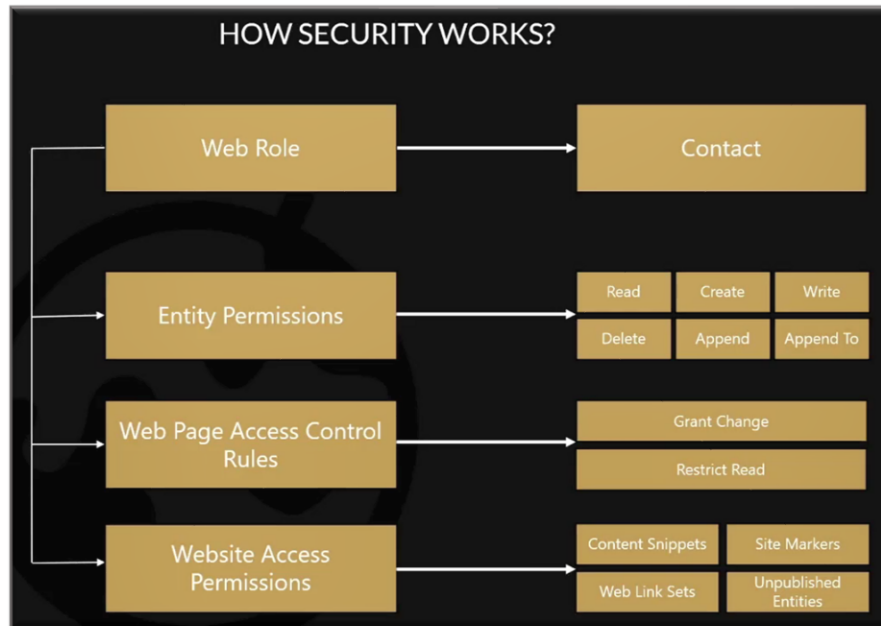 HOW SECURITY WORKS?
Web Role
Contact
Entity Permissions
Read
Create
Write
Delete
Append
Append To
Web Page Access Control
Rules
Grant Change
Restrict Read
Website Access
Permissions
Content Snippets
Site Markers
Web Link Sets
Unpublished
Entities